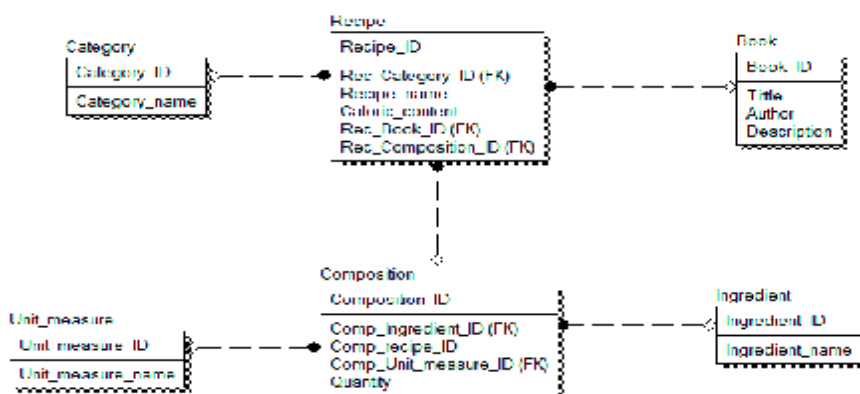 Recipe
Recipe_ID
Rec_Category_ID (FK)
Recipe_name
Caloric_content
Rec_Book_ID (FK)
Rec_Composition_ID (FK)
Category
Category_ID
Category_name
Book
Book_ID
Tittle
Author
Description
Composition
Composition_ID
Comp_Ingredient_ID (FK)
Comp_recipe_ID
Comp_Unit_measure_ID (FK)
Quantity
Unit_measure
Unit_measure_ID
Unit_measure_name
Ingredient
Ingredient_ID
Ingredient_name